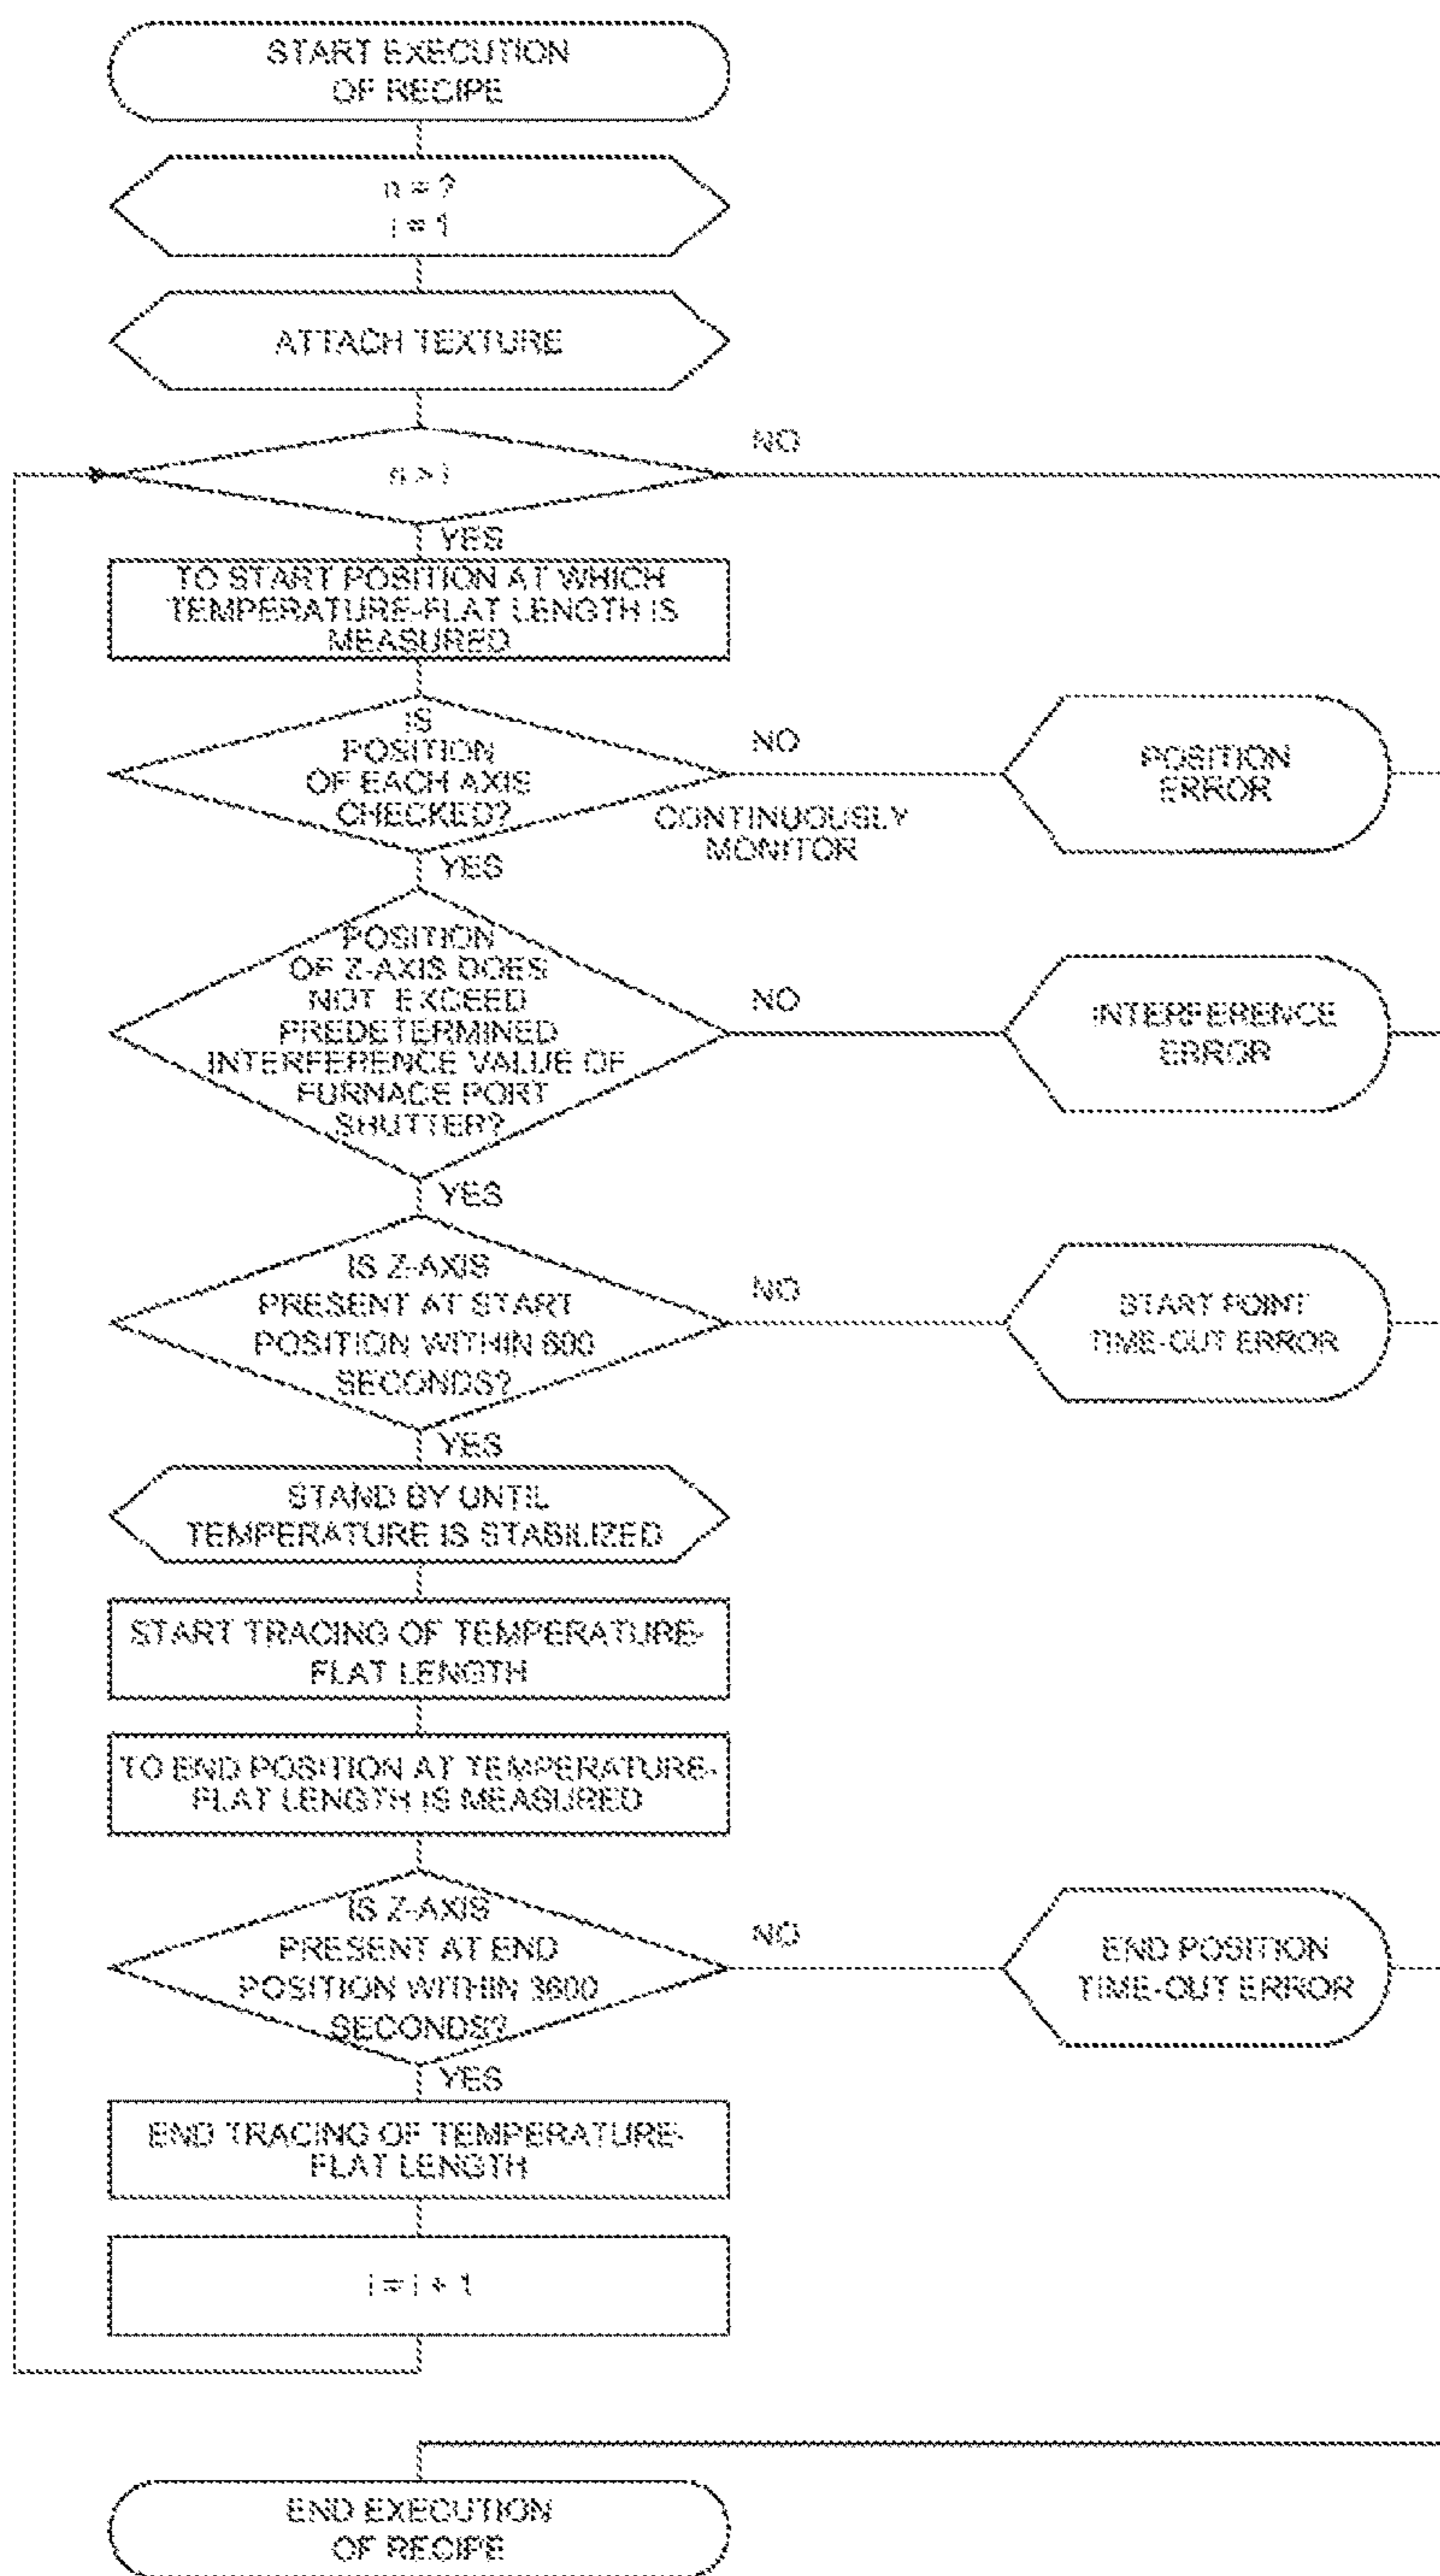 START EXECUTION
OF RECIPE
n = ?
i = 1
ATTACH TEXTURE
n > i
NO
YES
TO START POSITION AT WHICH
TEMPERATURE-FLAT LENGTH IS
MEASURED
IS
POSITION
OF EACH AXIS
CHECKED?
NO
CONTINUOUSLY
MONITOR
POSITION
ERROR
YES
POSITION
OF Z-AXIS DOES
NOT EXCEED
PREDETERMINED
INTERFERENCE VALUE OF
FURNACE PORT
SHUTTER?
NO
INTERFERENCE
ERROR
YES
IS Z-AXIS
PRESENT AT START
POSITION WITHIN 600
SECONDS?
NO
START POINT
TIME-OUT ERROR
YES
STAND BY UNTIL
TEMPERATURE IS STABILIZED
START TRACING OF TEMPERATURE-
FLAT LENGTH
TO END POSITION AT TEMPERATURE-
FLAT LENGTH IS MEASURED
IS Z-AXIS
PRESENT AT END
POSITION WITHIN 3600
SECONDS?
NO
END POSITION
TIME-OUT ERROR
YES
END TRACING OF TEMPERATURE-
FLAT LENGTH
i = i + 1
END EXECUTION
OF RECIPE